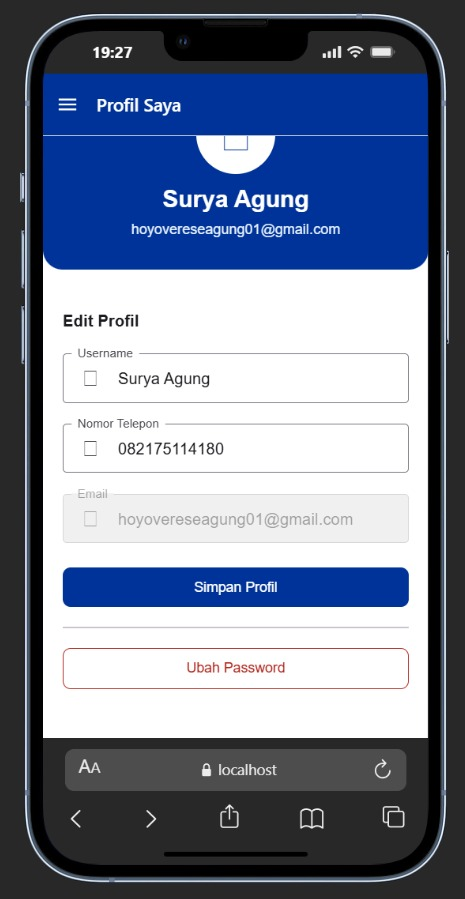 19:27
Profil Saya
Surya Agung
hoyovereseagung01@gmail.com
Edit Profil
Username
Surya Agung
Nomor Telepon
082175114180
Email
hoyovereseagung01@gmail.com
Simpan Profil
Ubah Password
AA
localhost